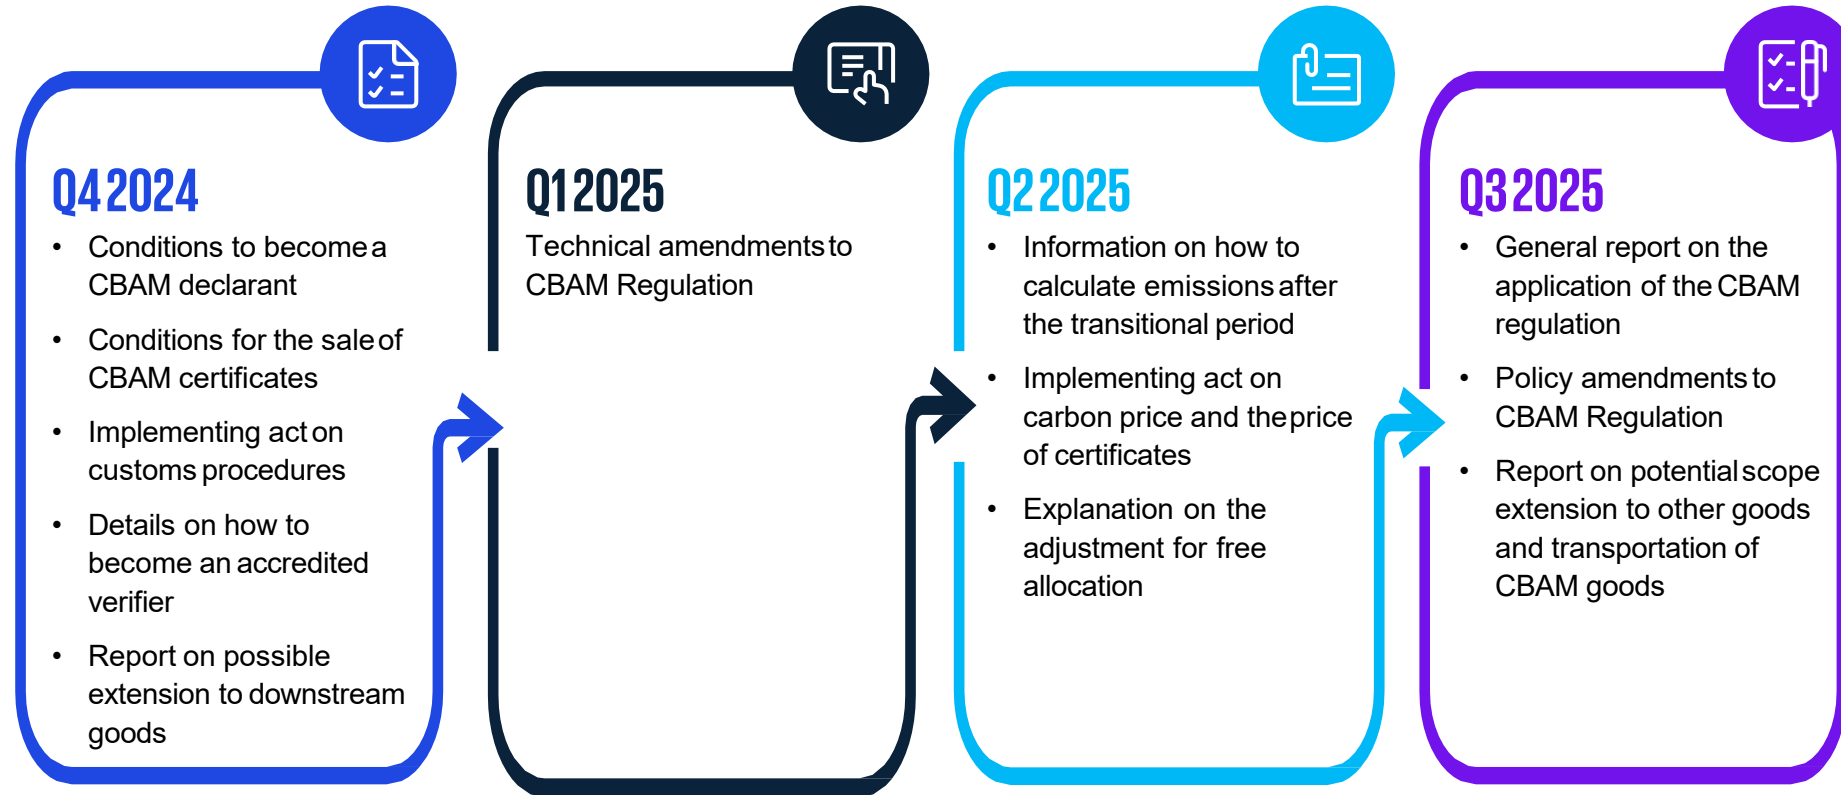 Q4 2024
• Conditions to become a
CBAM declarant
• Conditions for the sale of
CBAM certificates
• Implementing act on
customs procedures
• Details on how to
become an accredited
verifier
• Report on possible
extension to downstream
goods
Q1 2025
Technical amendments to
CBAM Regulation
Q2 2025
• Information on how to
calculate emissions after
the transitional period
• Implementing act on
carbon price and the price
of certificates
• Explanation on the
adjustment for free
allocation
Q3 2025
• General report on the
application of the CBAM
regulation
• Policy amendments to
CBAM Regulation
• Report on potential scope
extension to other goods
and transportation of
CBAM goods